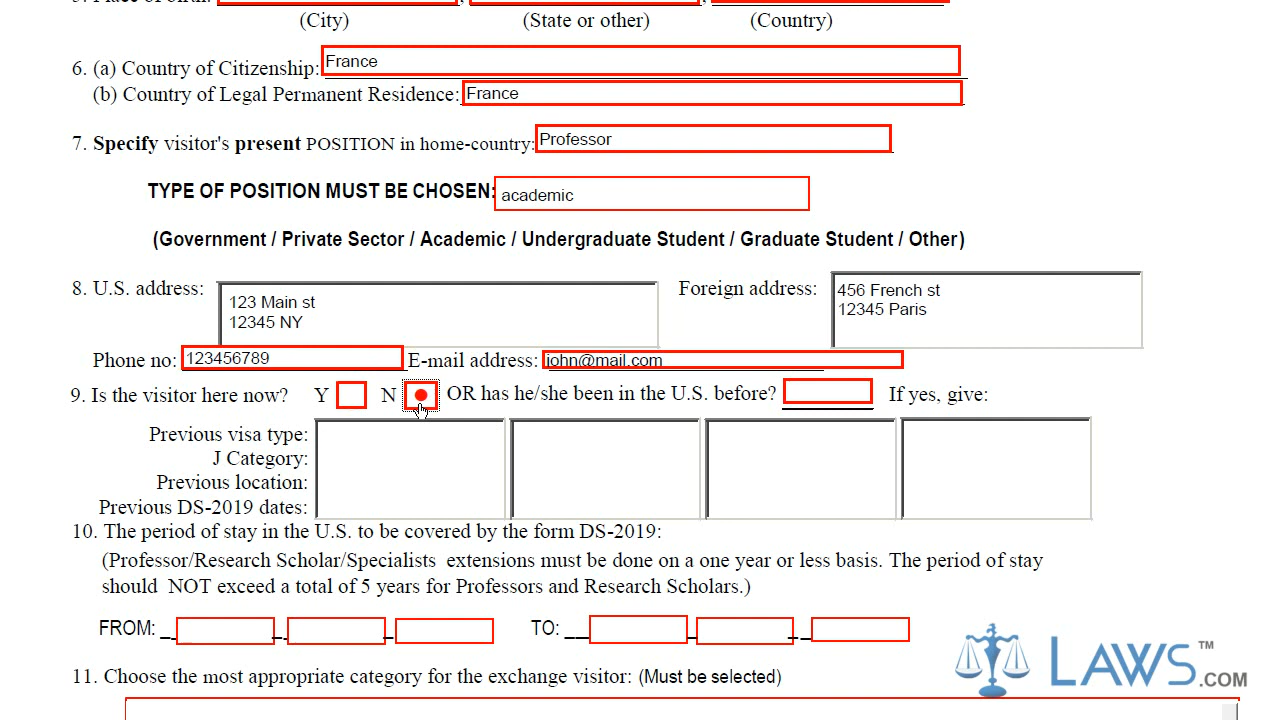 (City) (State or other) (Country)
6. (a) Country of Citizenship: France
(b) Country of Legal Permanent Residence: France
7. Specify visitor's present POSITION in home-country: Professor
TYPE OF POSITION MUST BE CHOSEN: academic
(Government / Private Sector / Academic / Undergraduate Student / Graduate Student / Other)
8. U.S. address: 123 Main st
12345 NY
Foreign address: 456 French st
12345 Paris
Phone no: 123456789 E-mail address: john@mail.com
9. Is the visitor here now? Y N OR has he/she been in the U.S. before? If yes, give:
Previous visa type:
J Category:
Previous location:
Previous DS-2019 dates:
10. The period of stay in the U.S. to be covered by the form DS-2019:
(Professor/Research Scholar/Specialists extensions must be done on a one year or less basis. The period of stay
should NOT exceed a total of 5 years for Professors and Research Scholars.)
FROM: TO:
11. Choose the most appropriate category for the exchange visitor: (Must be selected)
LAWS.COM™